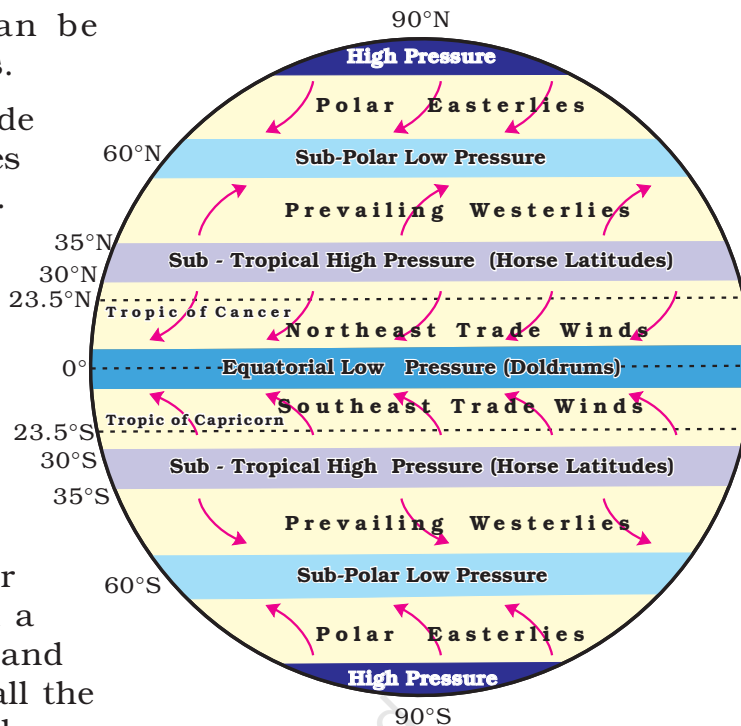 an be
s.
de
es
.
r
a
and
all the
90°N
High Pressure
Polar Easterlies
60°N
Sub-Polar Low Pressure
Prevailing Westerlies
35°N
Sub - Tropical High Pressure (Horse Latitudes)
30°N
23.5°N
Tropic of Cancer
Northeast Trade Winds
0°
Equatorial Low Pressure (Doldrums)
Southeast Trade Winds
Tropic of Capricorn
23.5°S
30°S
Sub - Tropical High Pressure (Horse Latitudes)
35°S
Prevailing Westerlies
60°S
Sub-Polar Low Pressure
Polar Easterlies
High Pressure
90°S